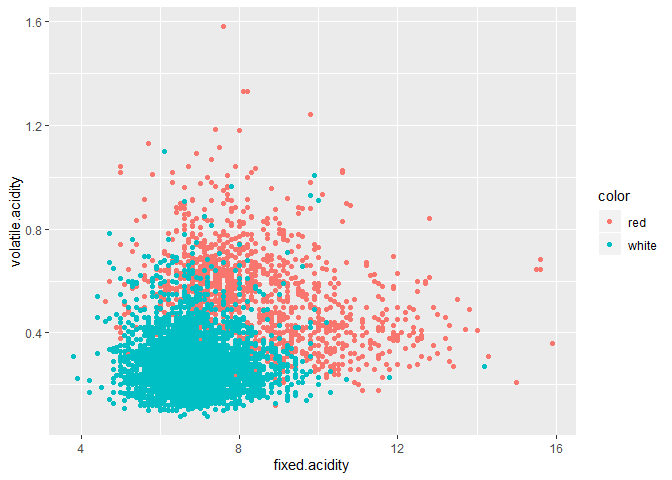 1.6
1.2
0.8
0.4
volatile.acidity
4 8 12 16
fixed.acidity
color
red
white